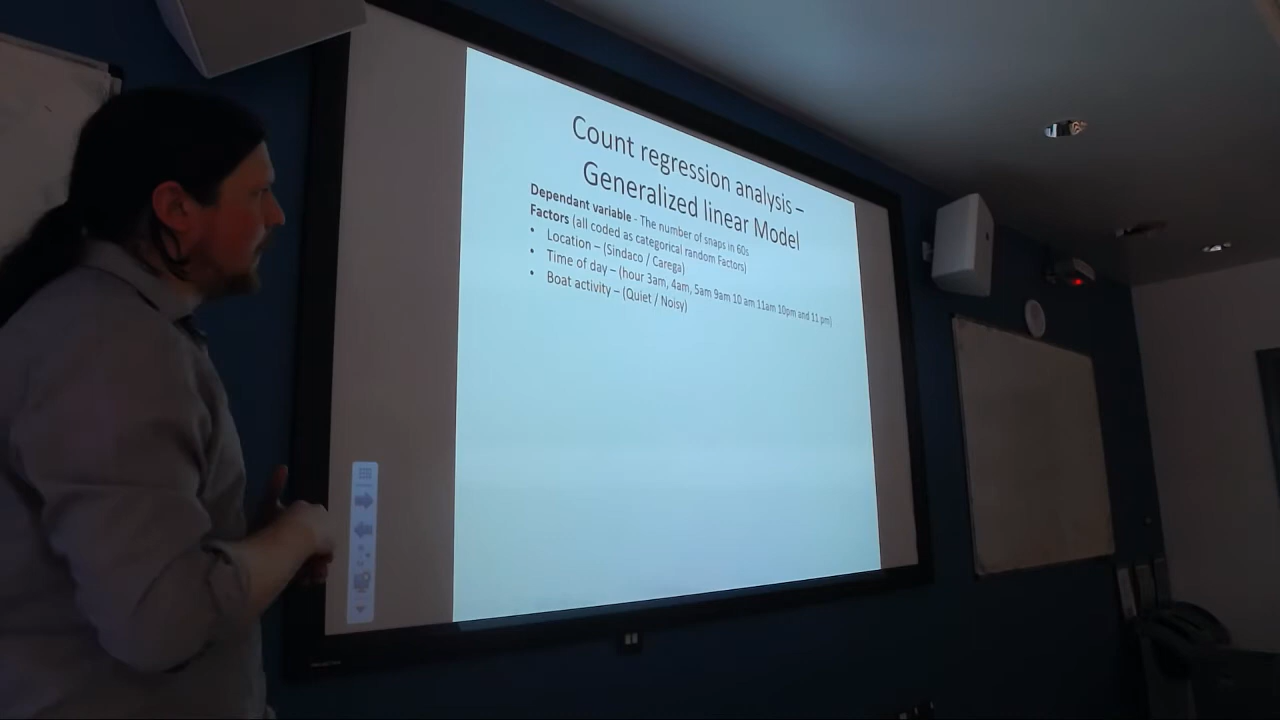 Count regression analysis –
Generalized linear Model
Dependant variable - The number of snaps in 60s
Factors (all coded as categorical random Factors)
• Location – (Sindaco / Carega)
• Time of day – (hour 3am, 4am, 5am 9am 10 am 11am 10pm and 11 pm)
• Boat activity – (Quiet / Noisy)